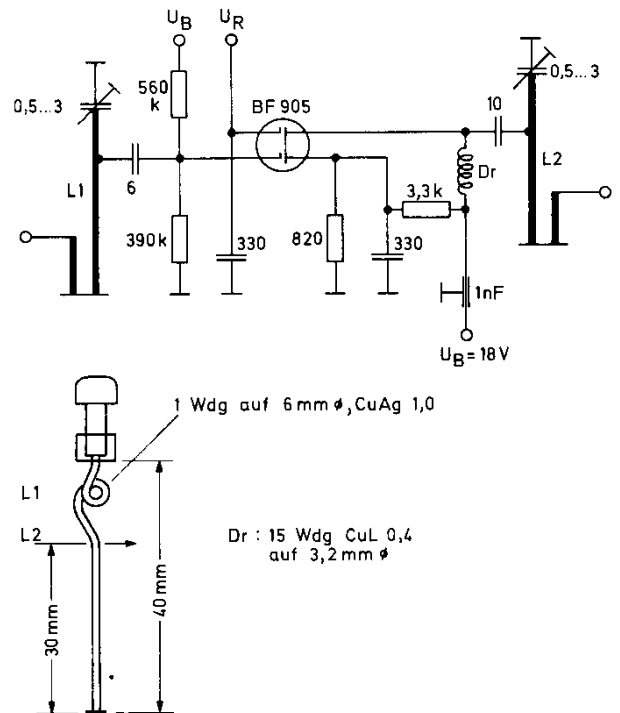 U_B
U_R
0,5...3
560
k
BF 905
10
0,5...3
L1
6
Dr
L2
3,3k
390k
330
820
330
1nF
U_B = 18V
1 Wdg auf 6mm ø, CuAg 1,0
L1
L2
Dr : 15 Wdg CuL 0,4
auf 3,2mm ø
30mm
40mm